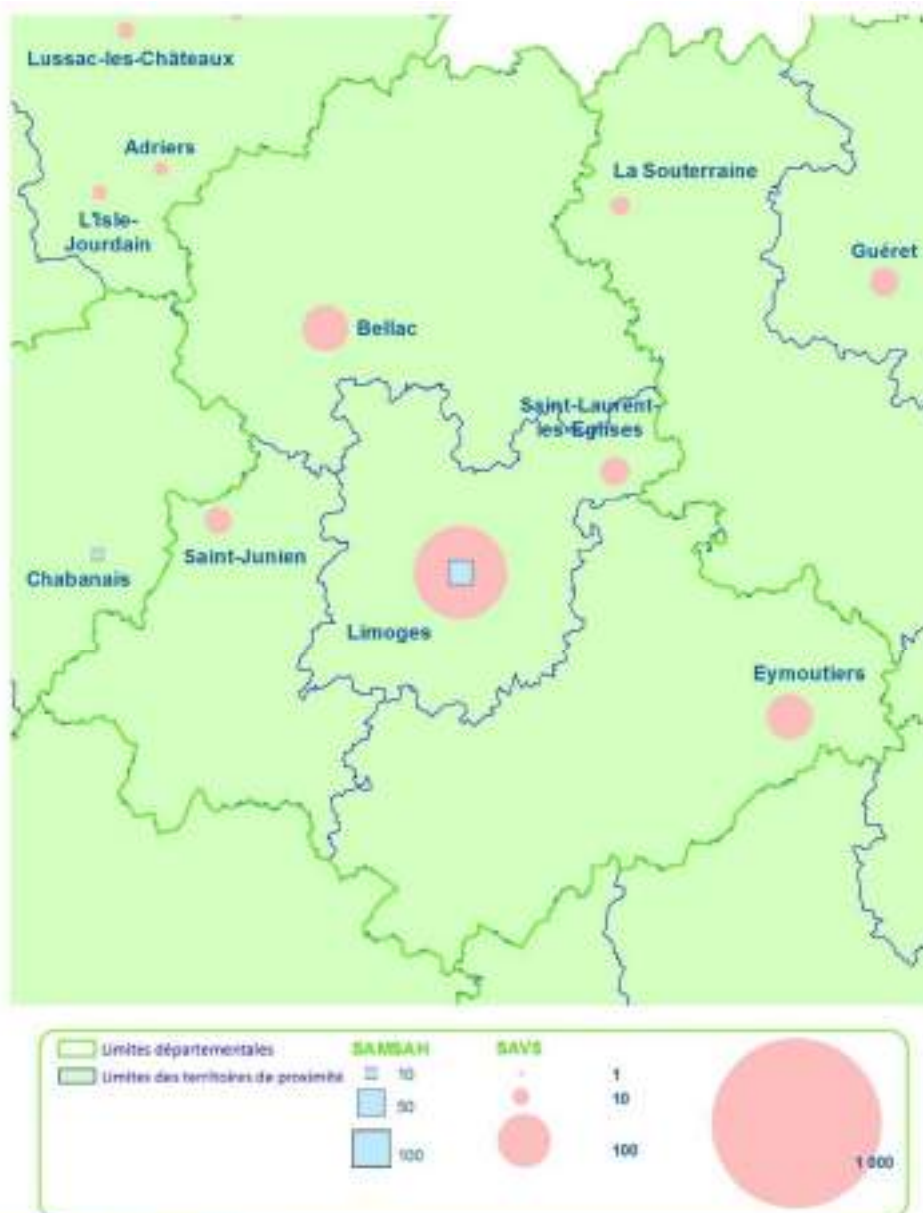 Lussac-les-Châteaux
Adriers
L'Isle-
Jourdain
La Souterraine
Guéret
Bellac
Saint-Laurent-
les-Eglises
Saint-Junien
Chabanais
Limoges
Eymoutiers
Limites départementales
Limites des territoires de proximité
SAMSAH
10
50
100
SAVS
1
10
100
1 000